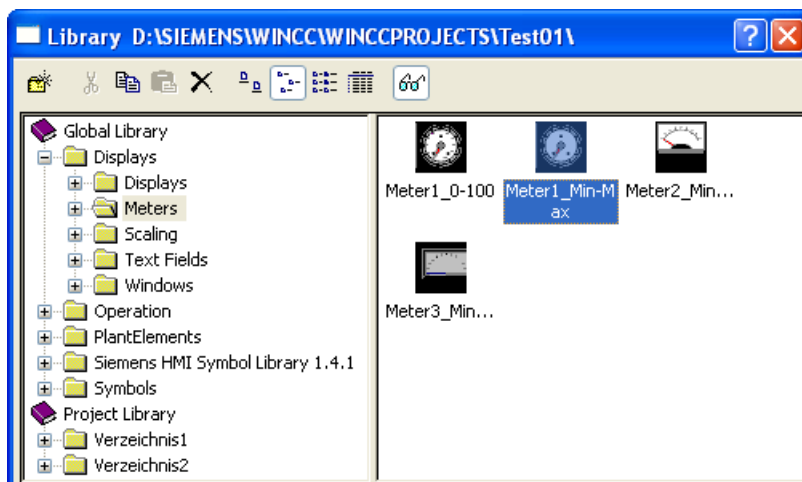 Library D:\SIEMENS\WINCC\WINCCPROJECTS\Test01\
Global Library
Displays
Displays
Meters
Scaling
Text Fields
Windows
Operation
PlantElements
Siemens HMI Symbol Library 1.4.1
Symbols
Project Library
Verzeichnis1
Verzeichnis2
Meter1_0-100
Meter1_Min-M
ax
Meter2_Min...
Meter3_Min...